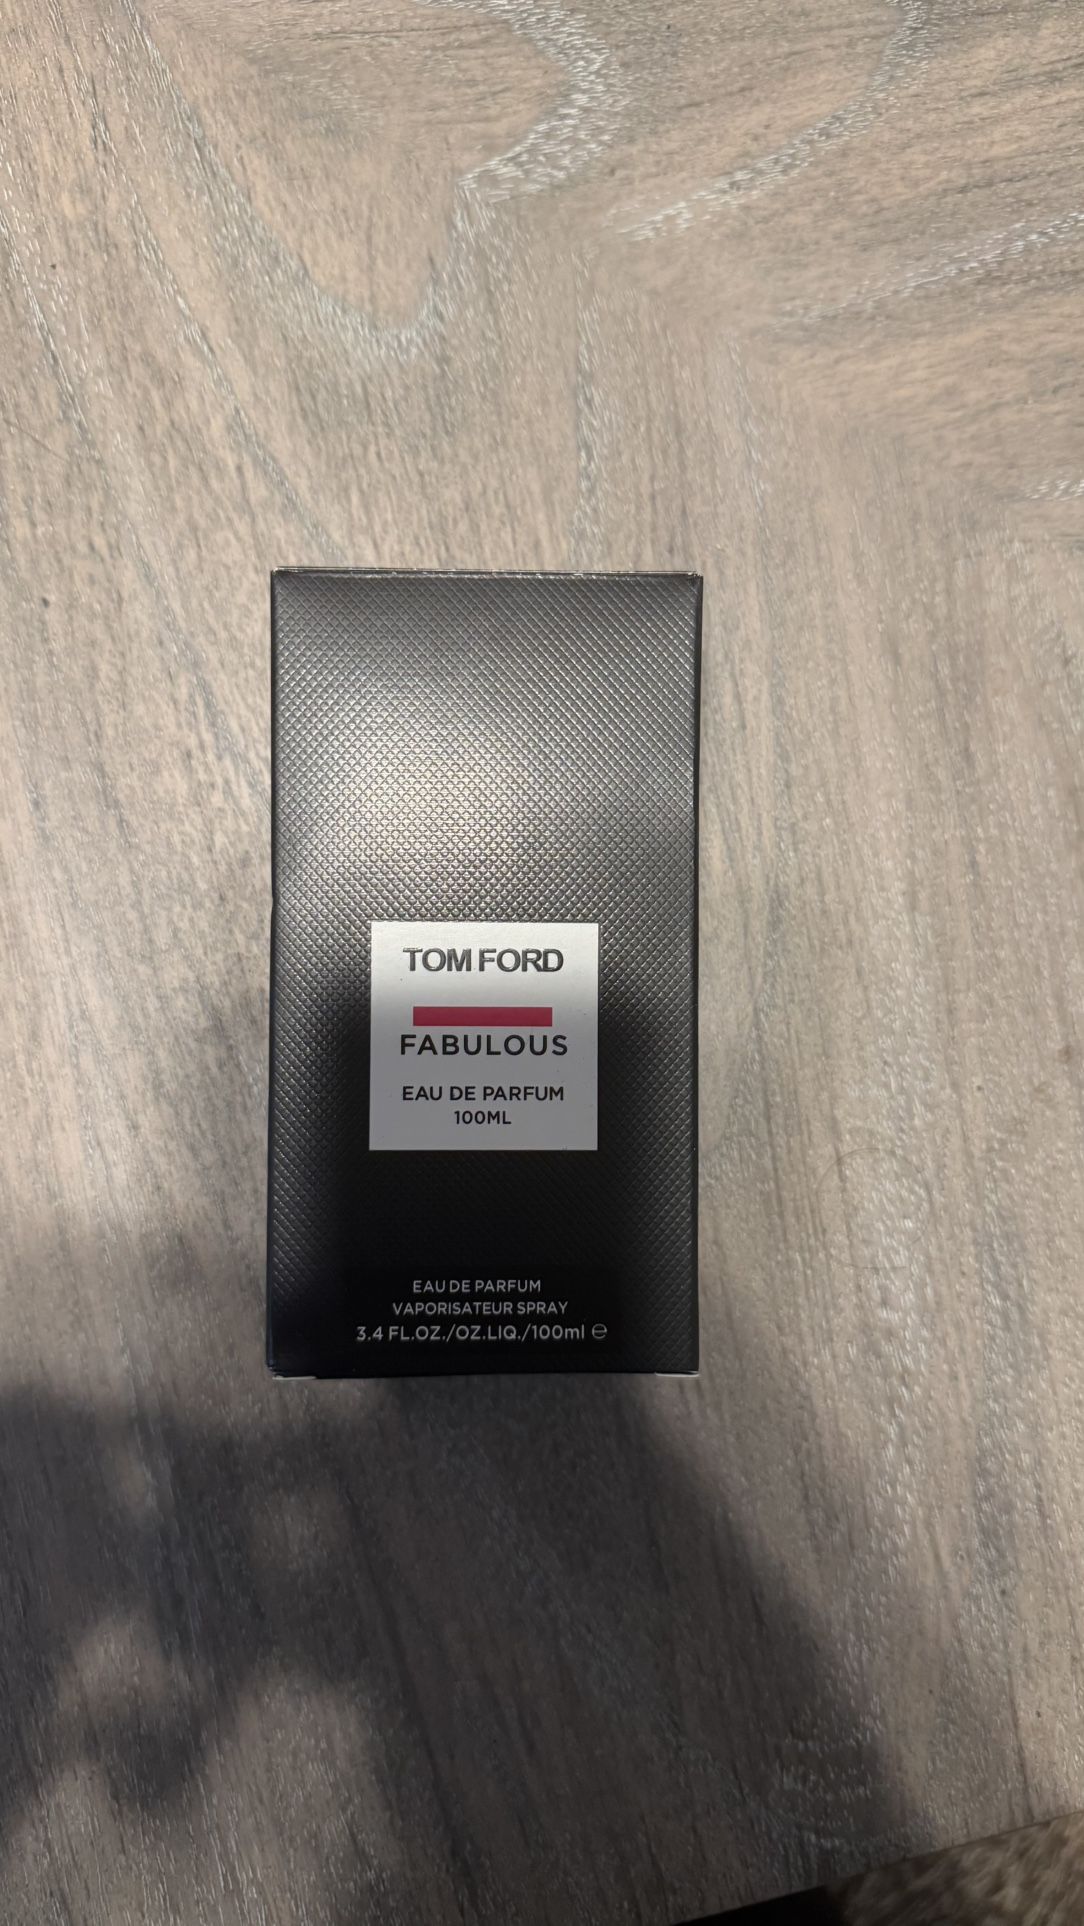 TOM FORD
FABULOUS
EAU DE PARFUM
100ML
EAU DE PARFUM
VAPORISATEUR SPRAY
3.4 FL.OZ./OZ.LIQ./100ml ℮